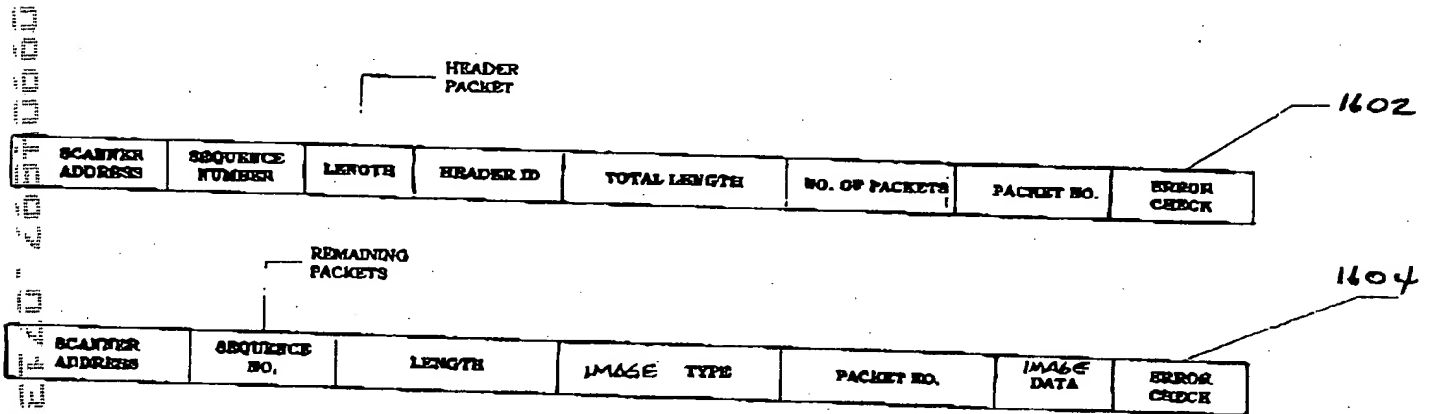 HEADER
PACKET
1602
SCANNER ADDRESS SEQUENCE NUMBER LENGTH HEADER ID TOTAL LENGTH NO. OF PACKETS PACKET NO. ERROR CHECK
REMAINING
PACKETS
1604
SCANNER ADDRESS SEQUENCE NO. LENGTH IMAGE TYPE PACKET NO. IMAGE DATA ERROR CHECK